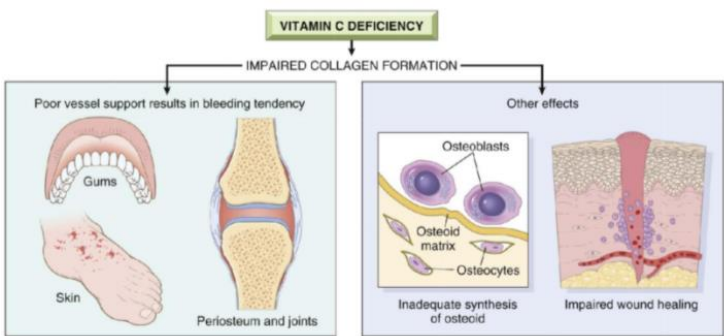 VITAMIN C DEFICIENCY
IMPAIRED COLLAGEN FORMATION
Poor vessel support results in bleeding tendency
Gums
Skin
Periosteum and joints
Other effects
Osteoblasts
Osteoid
matrix
Osteocytes
Inadequate synthesis
of osteoid
Impaired wound healing